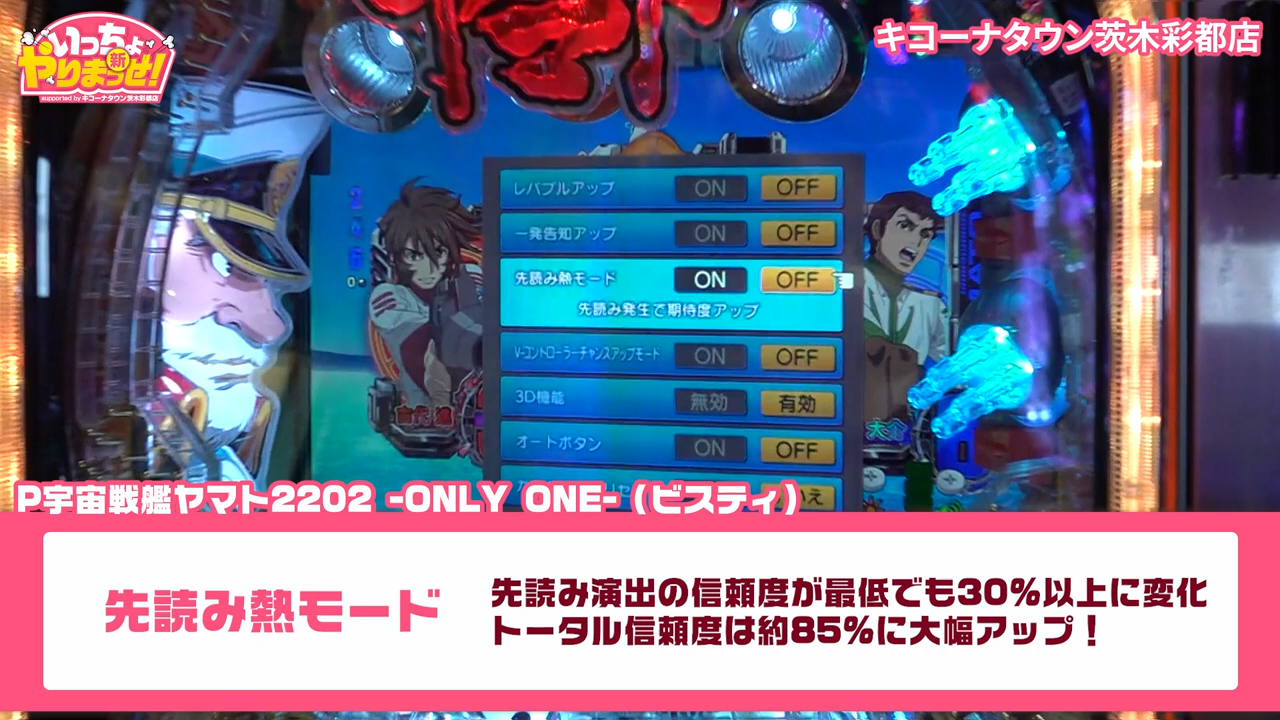 いっちょ
やりまっせ!
新
supported by キコーナタウン茨木彩都店
キコーナタウン茨木彩都店
レバブルアップ ON OFF
一発告知アップ ON OFF
先読み熱モード ON OFF
先読み発生で期待度アップ
V-コントローラーチャンスアップモード ON OFF
3D機能 無効 有効
オートボタン ON OFF
大介
P宇宙戦艦ヤマト2202 -ONLY ONE-（ビスティ）
先読み熱モード
先読み演出の信頼度が最低でも30%以上に変化
トータル信頼度は約85%に大幅アップ！